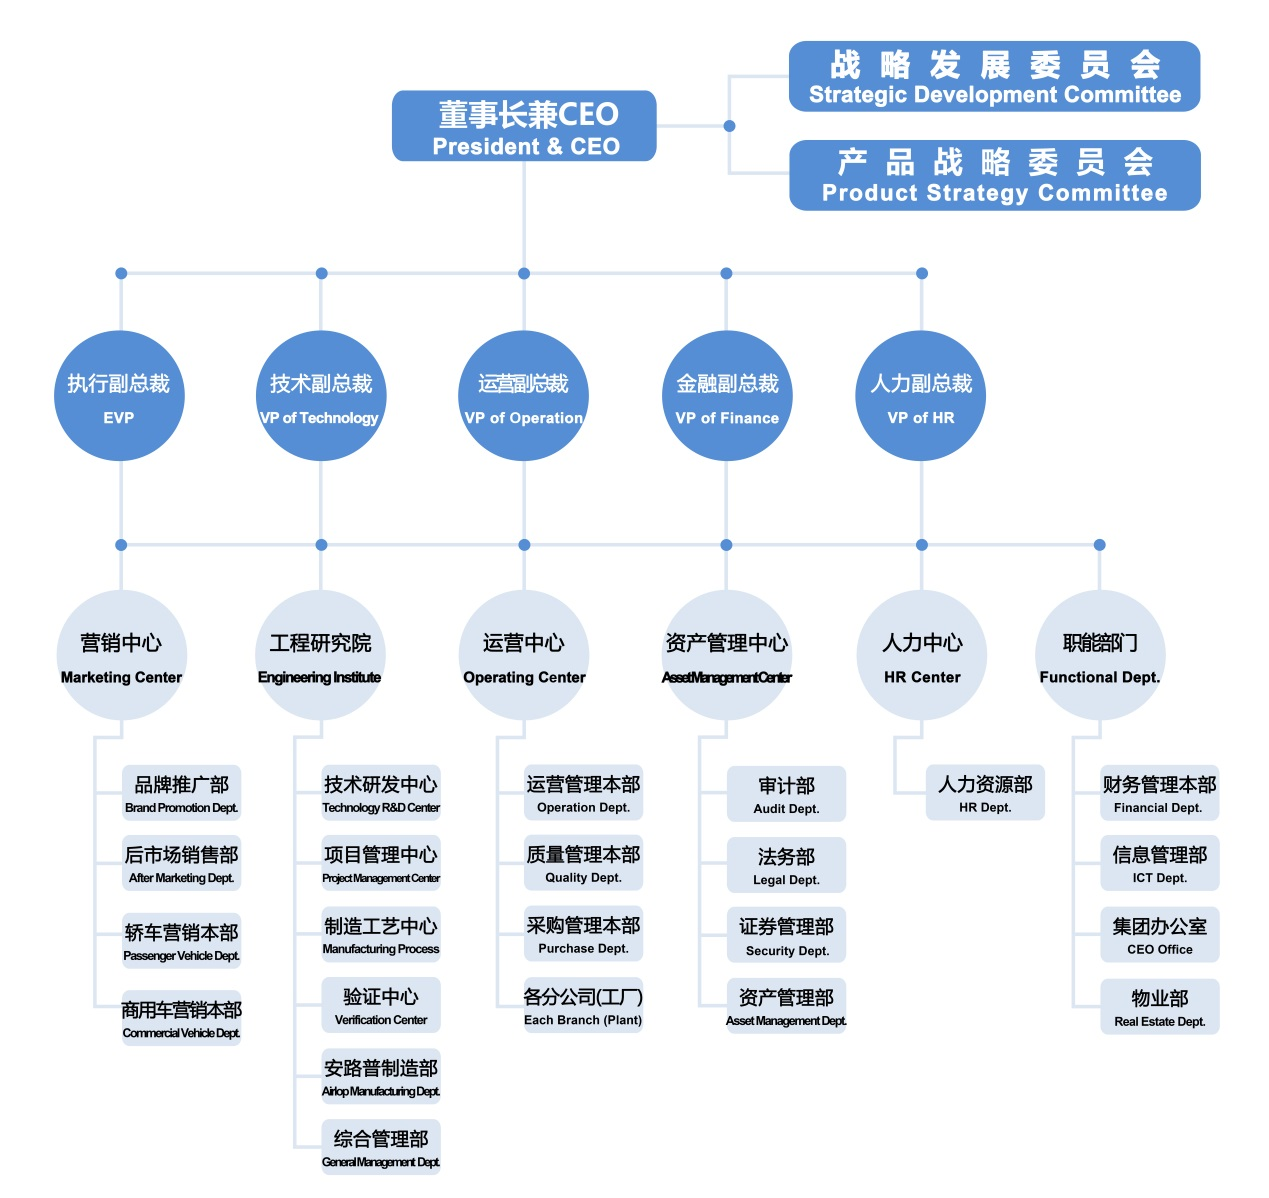 战略发展委员会
Strategic Development Committee
董事长兼CEO
President & CEO
产品战略委员会
Product Strategy Committee
执行副总裁
EVP
技术副总裁
VP of Technology
运营副总裁
VP of Operation
金融副总裁
VP of Finance
人力副总裁
VP of HR
营销中心
Marketing Center
工程研究院
Engineering Institute
运营中心
Operating Center
资产管理中心
Asset Management Center
人力中心
HR Center
职能部门
Functional Dept.
品牌推广部
Brand Promotion Dept.
后市场销售部
After Marketing Dept.
轿车营销本部
Passenger Vehicle Dept.
商用车营销本部
Commercial Vehicle Dept.
技术研发中心
Technology R&D Center
项目管理中心
Project Management Center
制造工艺中心
Manufacturing Process
验证中心
Verification Center
安路普制造部
Airlop Manufacturing Dept.
综合管理部
General Management Dept.
运营管理本部
Operation Dept.
质量管理本部
Quality Dept.
采购管理本部
Purchase Dept.
各分公司(工厂)
Each Branch (Plant)
审计部
Audit Dept.
法务部
Legal Dept.
证券管理部
Security Dept.
资产管理部
Asset Management Dept.
人力资源部
HR Dept.
财务管理本部
Financial Dept.
信息管理部
ICT Dept.
集团办公室
CEO Office
物业部
Real Estate Dept.